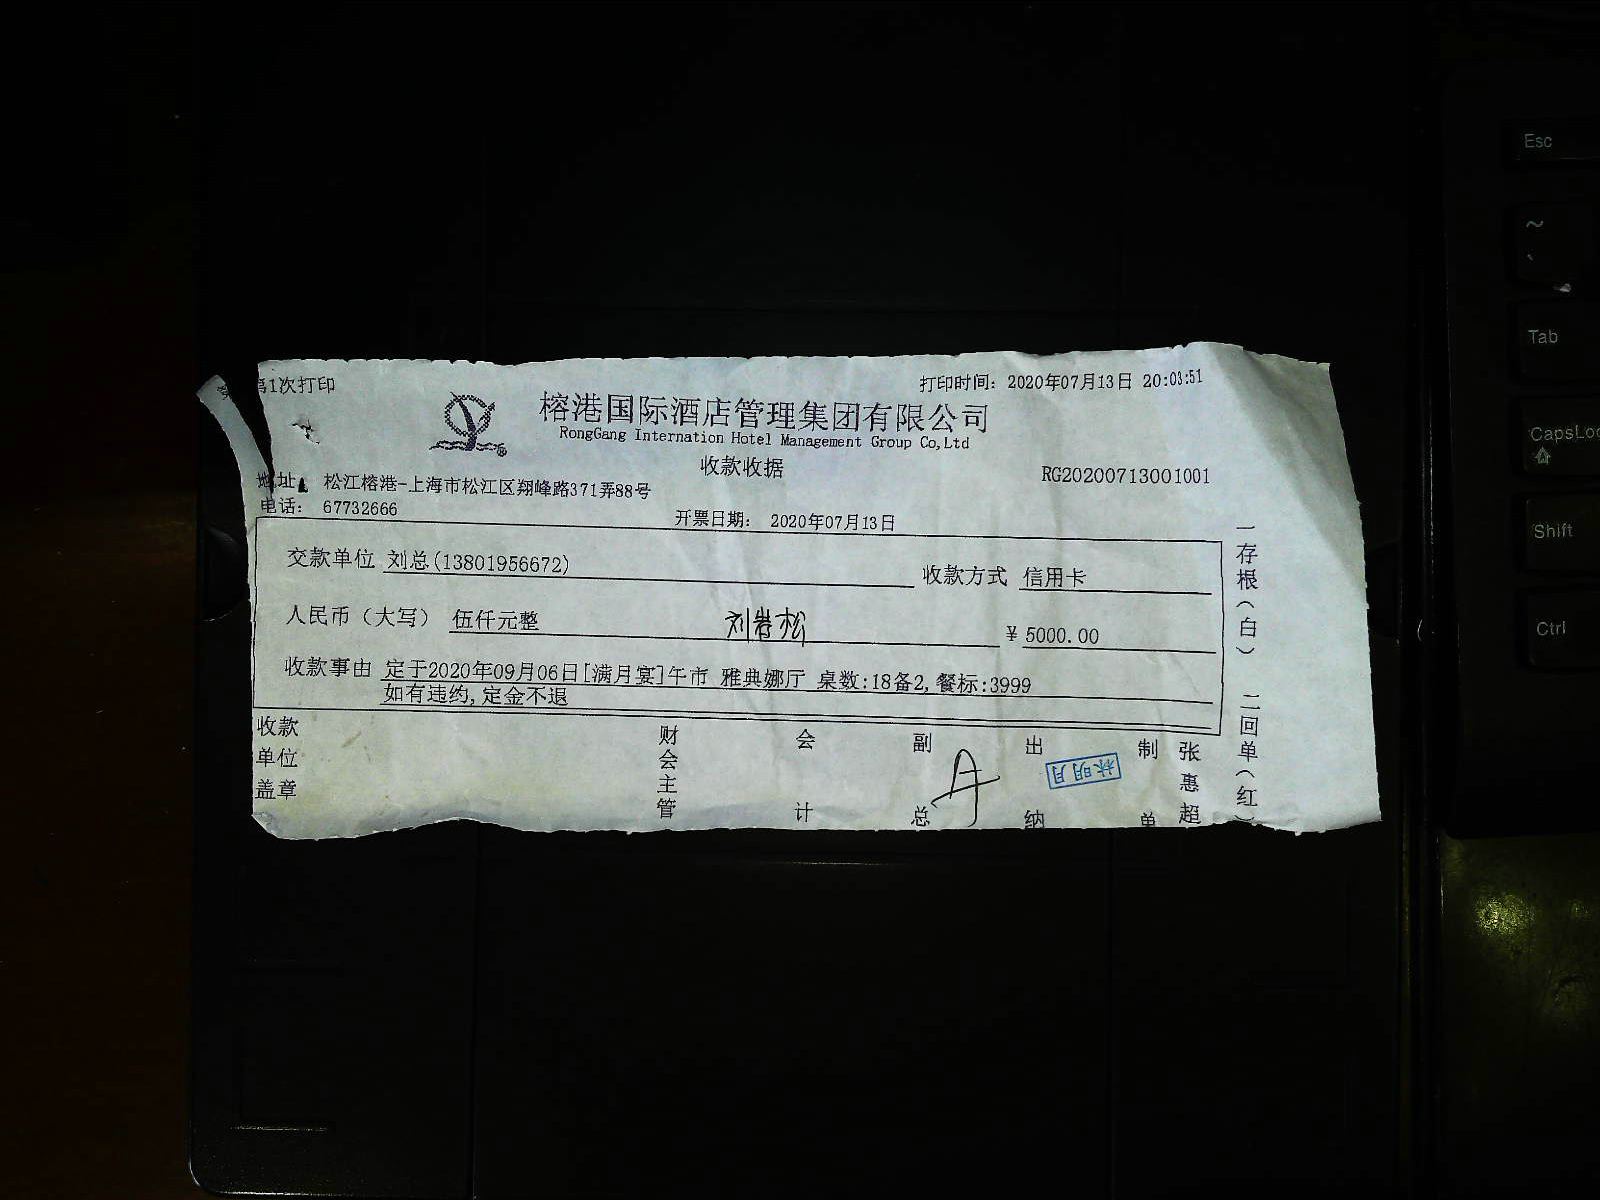 第1次打印
打印时间: 2020年07月13日 20:03:51
榕港国际酒店管理集团有限公司
RongGang Internation Hotel Management Group Co,Ltd
收款收据
RG20200713001001
地址: 松江榕港-上海市松江区翔峰路371弄88号
电话: 67732666
开票日期: 2020年07月13日
交款单位 刘总(13801956672) 收款方式 信用卡
人民币(大写) 伍仟元整 刘岩松 ¥ 5000.00
收款事由 定于2020年09月06日[满月宴]午市 雅典娜厅 桌数:18备2,餐标:3999
如有违约,定金不退
收款单位盖章
财会主管
会计
副总
出纳
林明月
制单
张惠超
一存根(白) 二回单(红)
Esc
~
`
Tab
CapsLoc
Shift
Ctrl